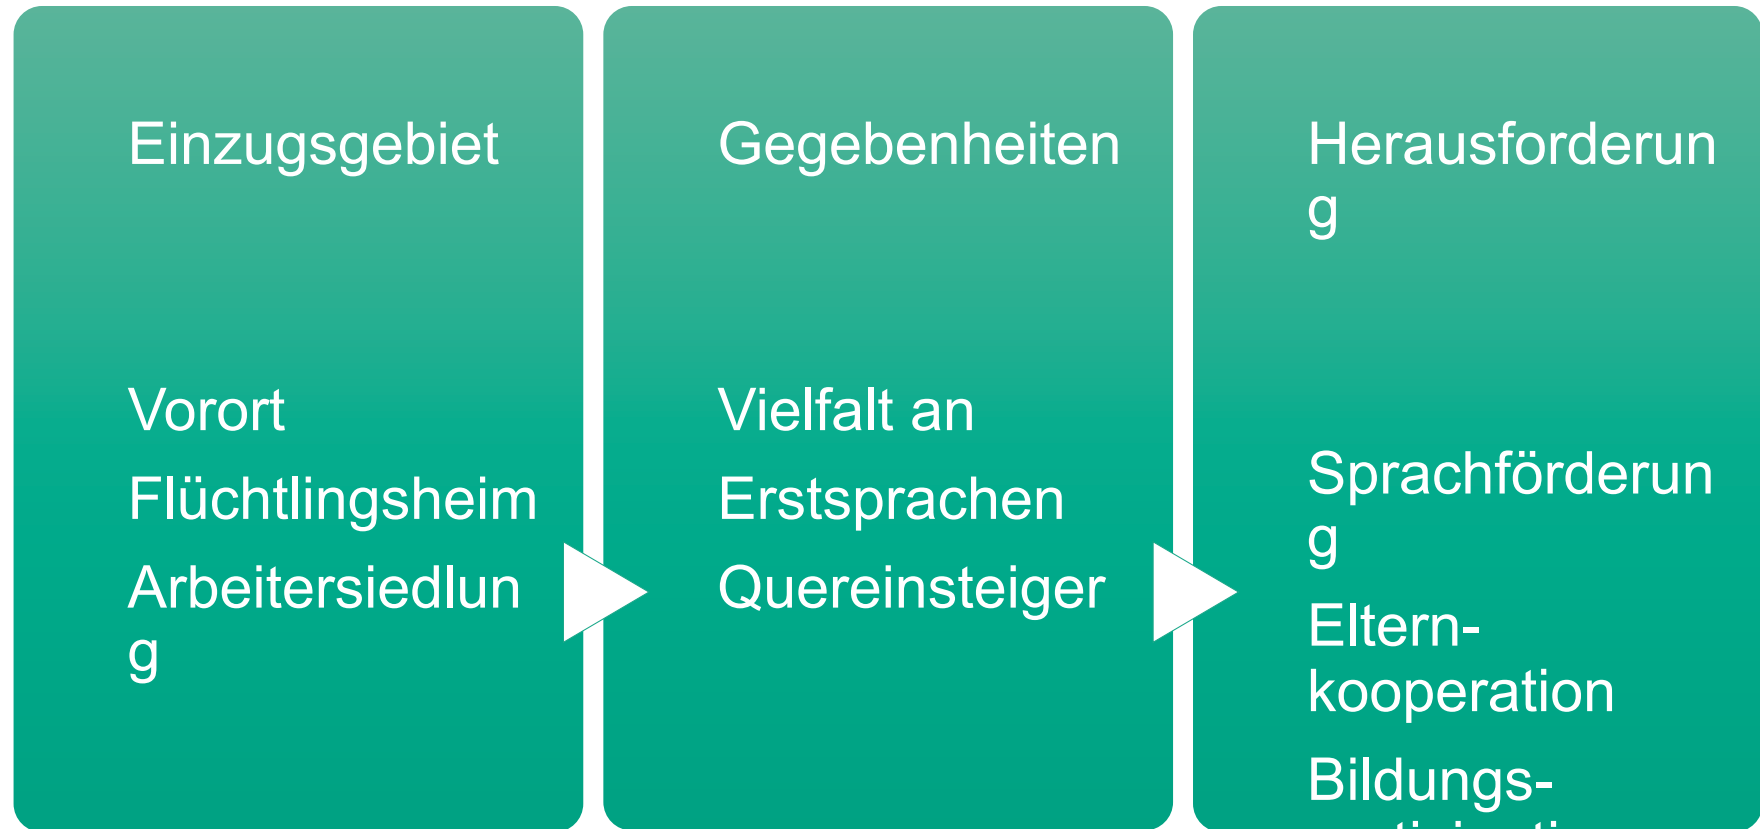 Einzugsgebiet
Vorort
Flüchtlingsheim
Arbeitersiedlun
g
Gegebenheiten
Vielfalt an
Erstsprachen
Quereinsteiger
Herausforderun
g
Sprachförderun
g
Eltern-
kooperation
Bildungs-